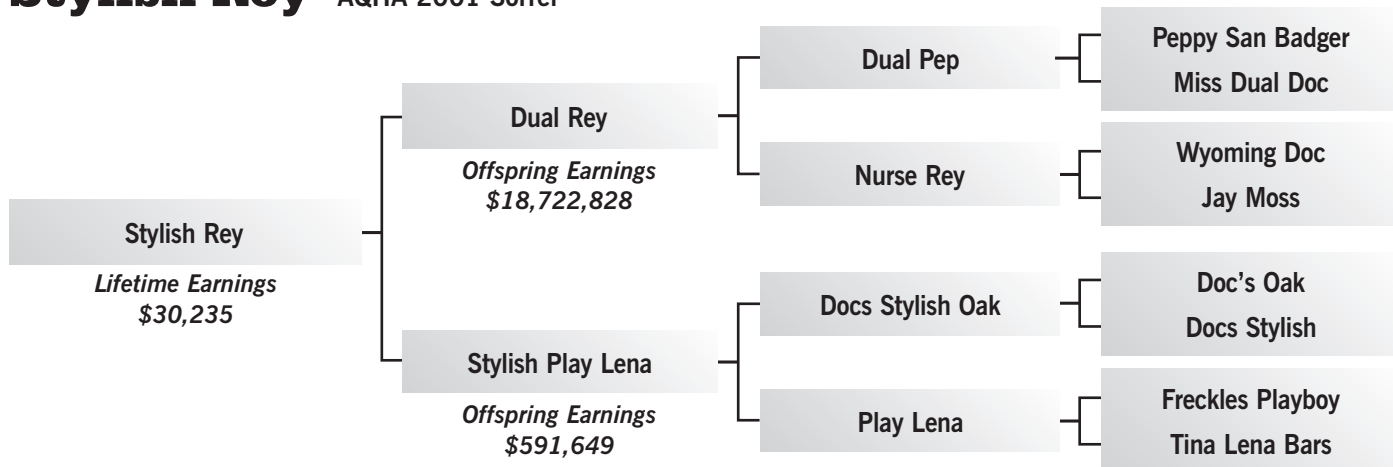 Stylish Rey AQHA 2001 Sorrel
Stylish Rey
Lifetime Earnings
$30,235
Dual Rey
Offspring Earnings
$18,722,828
Stylish Play Lena
Offspring Earnings
$591,649
Dual Pep
Nurse Rey
Docs Stylish Oak
Play Lena
Peppy San Badger
Miss Dual Doc
Wyoming Doc
Jay Moss
Doc's Oak
Docs Stylish
Freckles Playboy
Tina Lena Bars